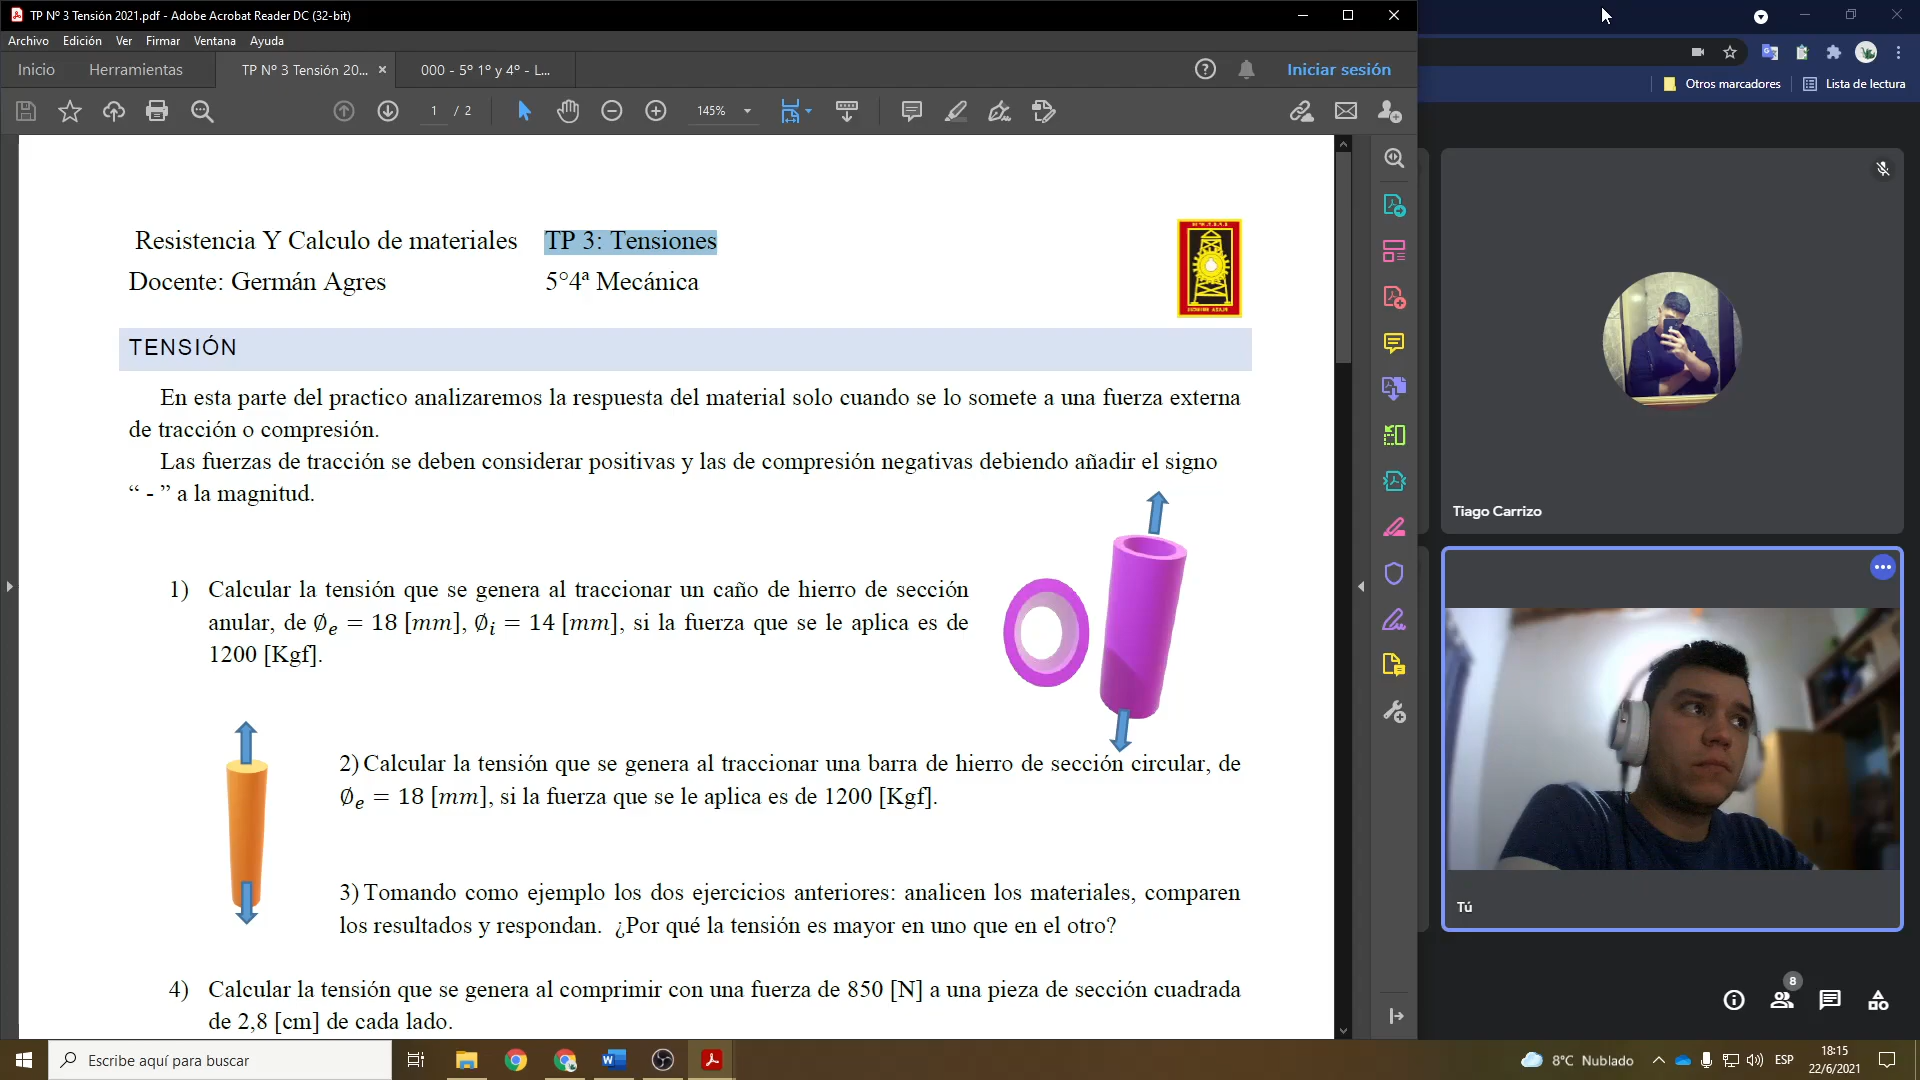 TP Nº 3 Tensión 2021.pdf - Adobe Acrobat Reader DC (32-bit)
Archivo Edición Ver Firmar Ventana Ayuda
Inicio Herramientas TP Nº 3 Tensión 20... × 000 - 5º 1º y 4º - L... Iniciar sesión
1 / 2 145%
Otros marcadores Lista de lectura
Resistencia Y Calculo de materiales TP 3: Tensiones
Docente: Germán Agres 5°4ª Mecánica
TENSIÓN
En esta parte del practico analizaremos la respuesta del material solo cuando se lo somete a una fuerza externa
de tracción o compresión.
Las fuerzas de tracción se deben considerar positivas y las de compresión negativas debiendo añadir el signo
“ - ” a la magnitud.
1) Calcular la tensión que se genera al traccionar un caño de hierro de sección
anular, de ∅e = 18 [mm], ∅i = 14 [mm], si la fuerza que se le aplica es de
1200 [Kgf].
2) Calcular la tensión que se genera al traccionar una barra de hierro de sección circular, de
∅e = 18 [mm], si la fuerza que se le aplica es de 1200 [Kgf].
3) Tomando como ejemplo los dos ejercicios anteriores: analicen los materiales, comparen
los resultados y respondan. ¿Por qué la tensión es mayor en uno que en el otro?
4) Calcular la tensión que se genera al comprimir con una fuerza de 850 [N] a una pieza de sección cuadrada
de 2,8 [cm] de cada lado.
Tiago Carrizo
Tú
8
Escribe aquí para buscar
8°C Nublado
ESP
18:15
22/6/2021